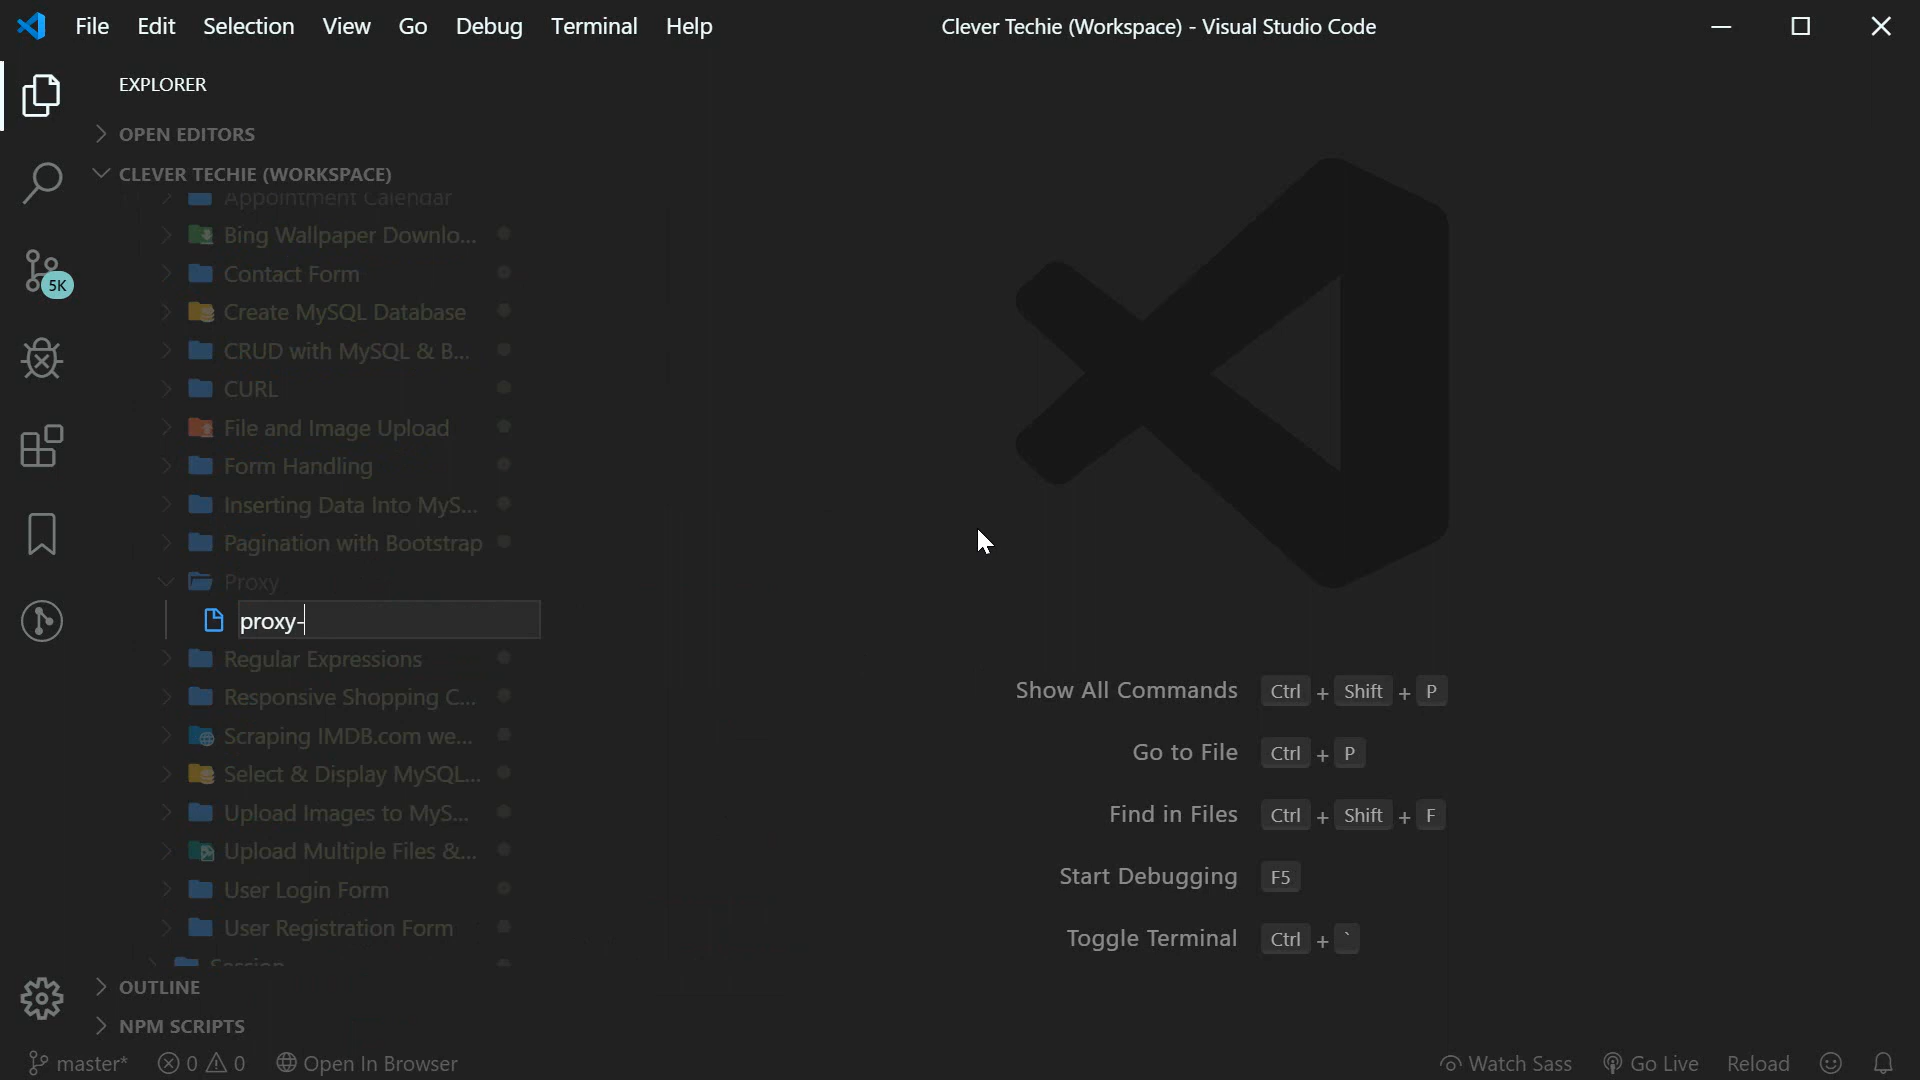 File Edit Selection View Go Debug Terminal Help
Clever Techie (Workspace) - Visual Studio Code
EXPLORER
OPEN EDITORS
CLEVER TECHIE (WORKSPACE)
Appointment Calendar
Bing Wallpaper Downlo...
Contact Form
Create MySQL Database
CRUD with MySQL & B...
CURL
File and Image Upload
Form Handling
Inserting Data Into MyS...
Pagination with Bootstrap
Proxy
proxy-
Regular Expressions
Responsive Shopping C...
Scraping IMDB.com we...
Select & Display MySQL...
Upload Images to MyS...
Upload Multiple Files &...
User Login Form
User Registration Form
Session
OUTLINE
NPM SCRIPTS
5K
Show All Commands Ctrl + Shift + P
Go to File Ctrl + P
Find in Files Ctrl + Shift + F
Start Debugging F5
Toggle Terminal Ctrl + `
master* 0 0 Open In Browser
Watch Sass Go Live Reload